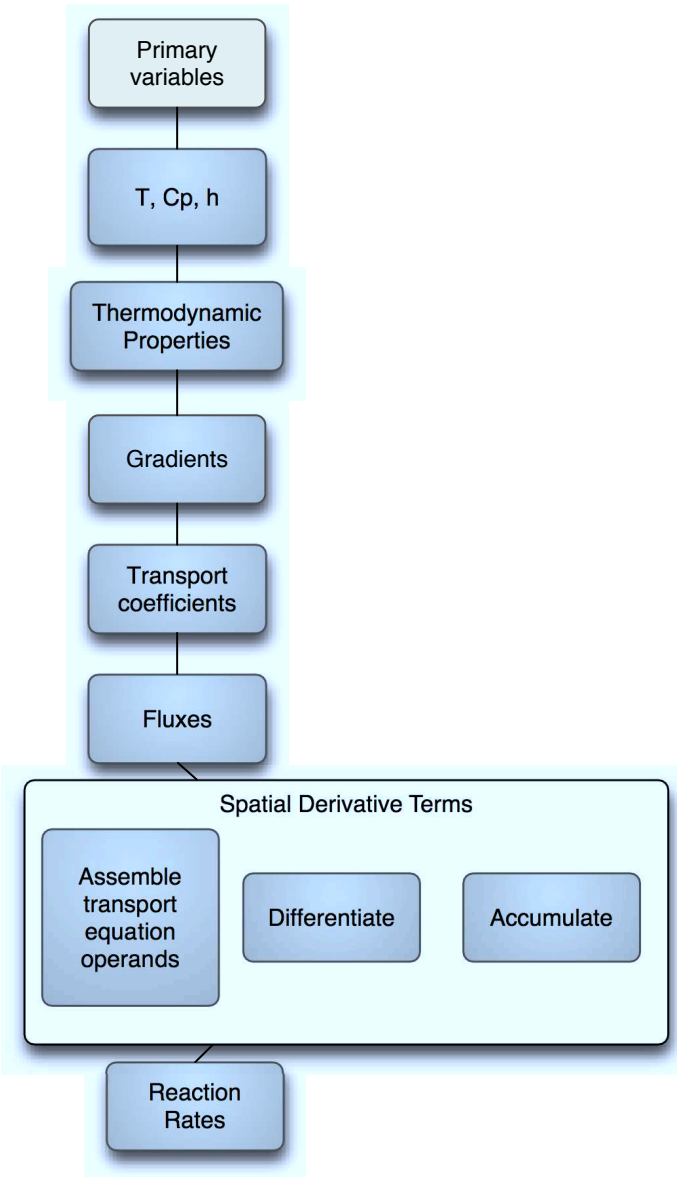 Primary
variables
T, Cp, h
Thermodynamic
Properties
Gradients
Transport
coefficients
Fluxes
Spatial Derivative Terms
Assemble
transport
equation
operands
Differentiate
Accumulate
Reaction
Rates